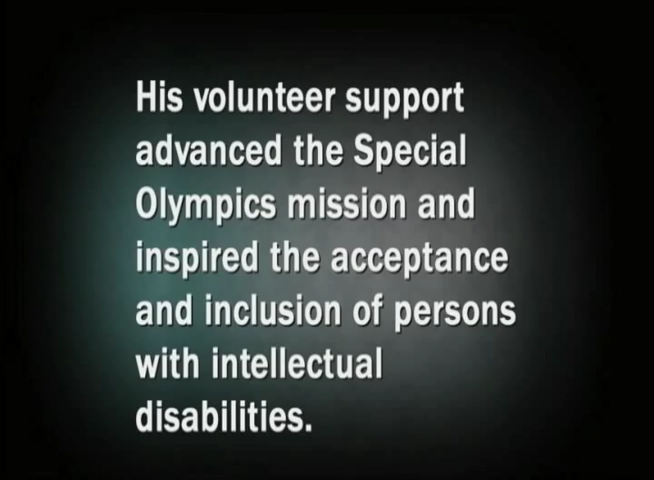 His volunteer support
advanced the Special
Olympics mission and
inspired the acceptance
and inclusion of persons
with intellectual
disabilities.